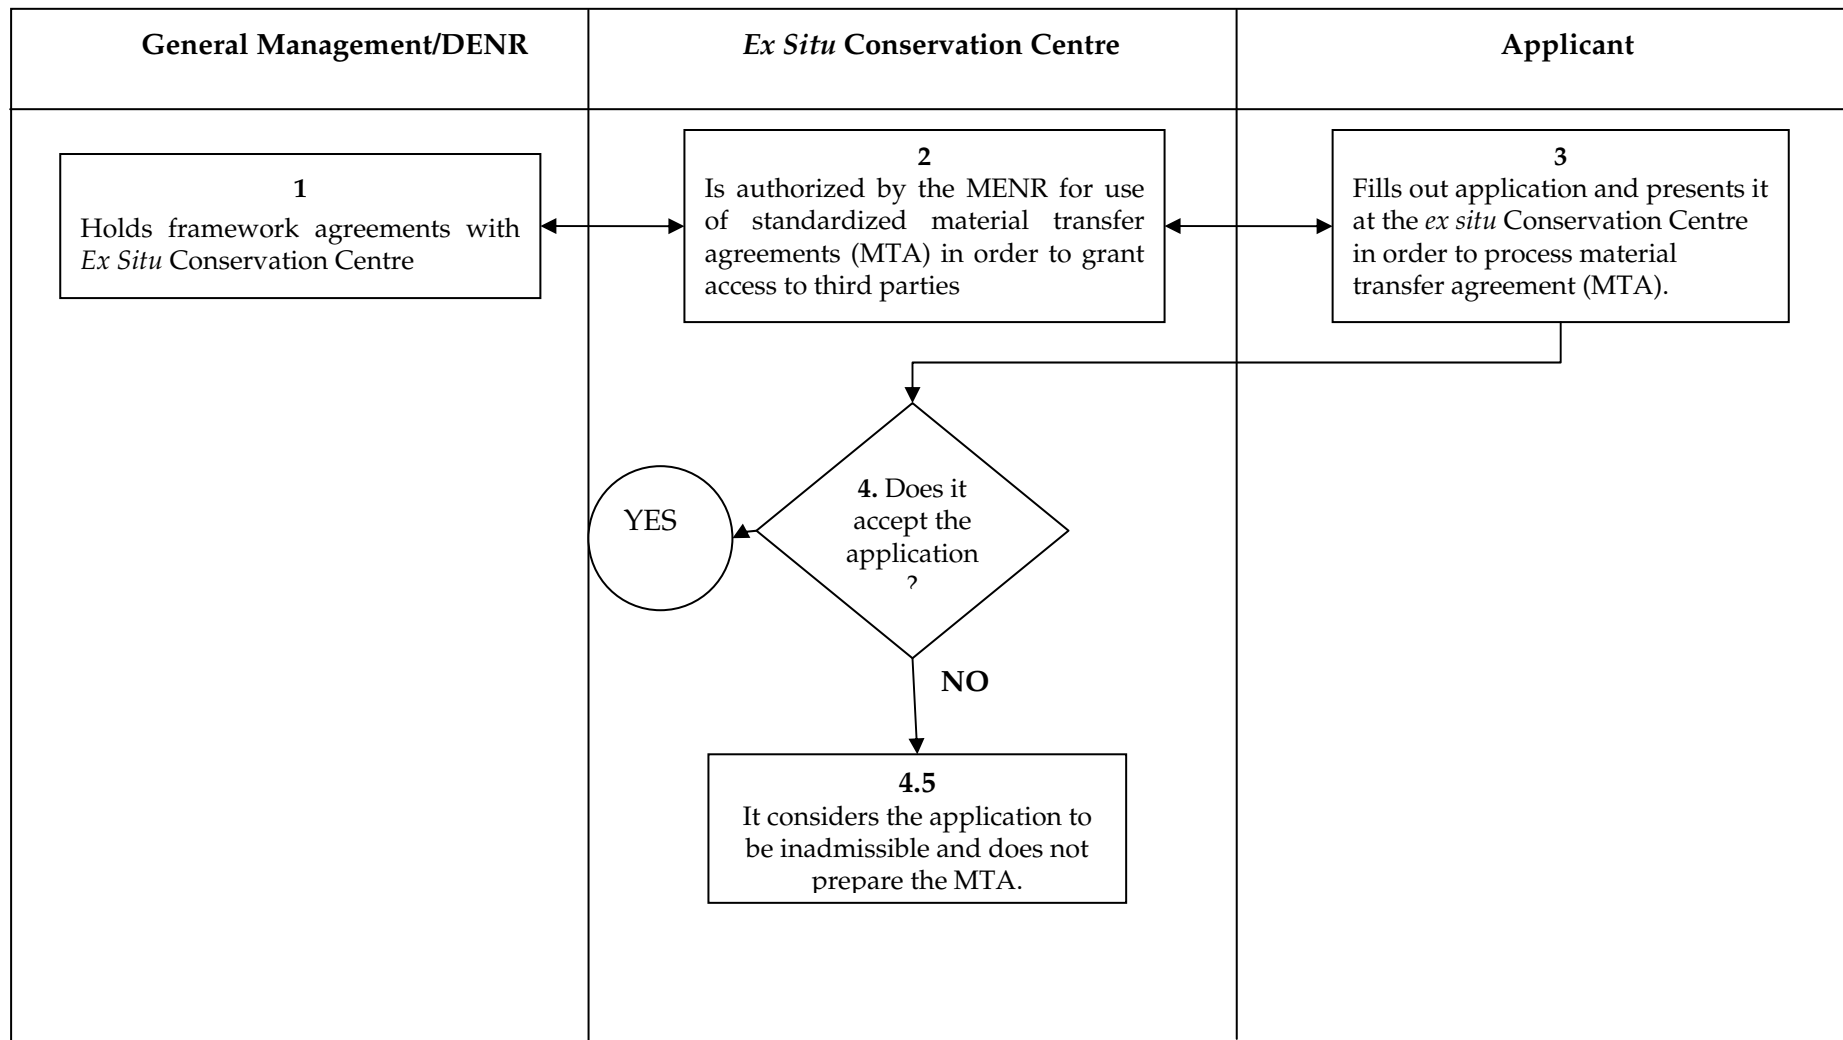 General Management/DENR
Ex Situ Conservation Centre
Applicant
1
Holds framework agreements with
Ex Situ Conservation Centre
2
Is authorized by the MENR for use
of standardized material transfer
agreements (MTA) in order to grant
access to third parties
3
Fills out application and presents it
at the ex situ Conservation Centre
in order to process material
transfer agreement (MTA).
4. Does it
accept the
application
?
YES
NO
4.5
It considers the application to
be inadmissible and does not
prepare the MTA.